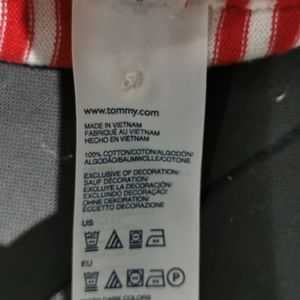 www.tommy.com
MADE IN VIETNAM
FABRIQUÉ AU VIETNAM
HECHO EN VIETNAM
100% COTTON/COTON/ALGODÓN/
ALGODÃO/BAUMWOLLE/COTONE
EXCLUSIVE OF DECORATION/
SAUF DÉCORATION/
EXCLUYE LA DECORACIÓN/
EXCLUINDO DECORAÇÃO/
OHNE DEKORATION/
ECCETTO DECORAZIONE
US
EU